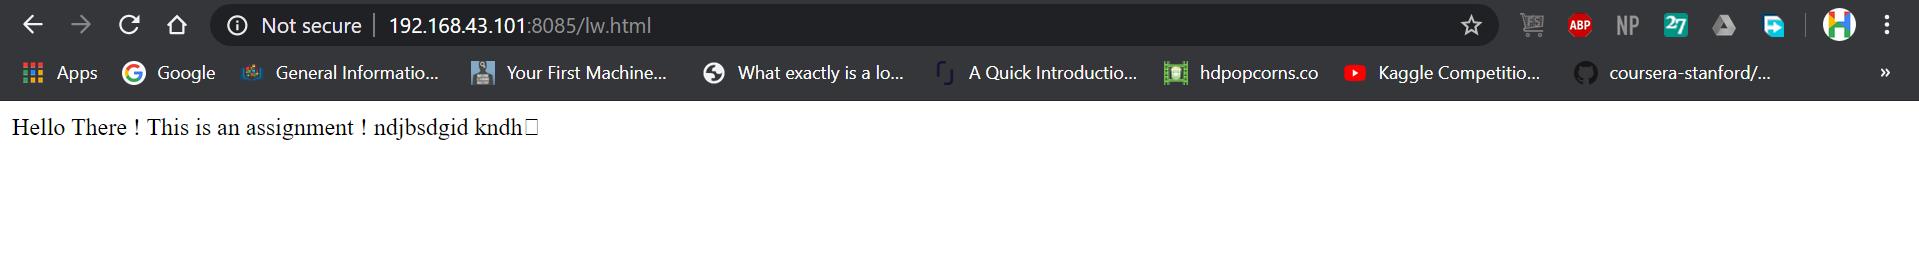 Not secure 192.168.43.101:8085/lw.html ABP NP 27
Apps Google General Informatio... Your First Machine... What exactly is a lo... A Quick Introductio... hdpopcorns.co Kaggle Competitio... coursera-stanford/... »
Hello There ! This is an assignment ! ndjbsdgid kndh